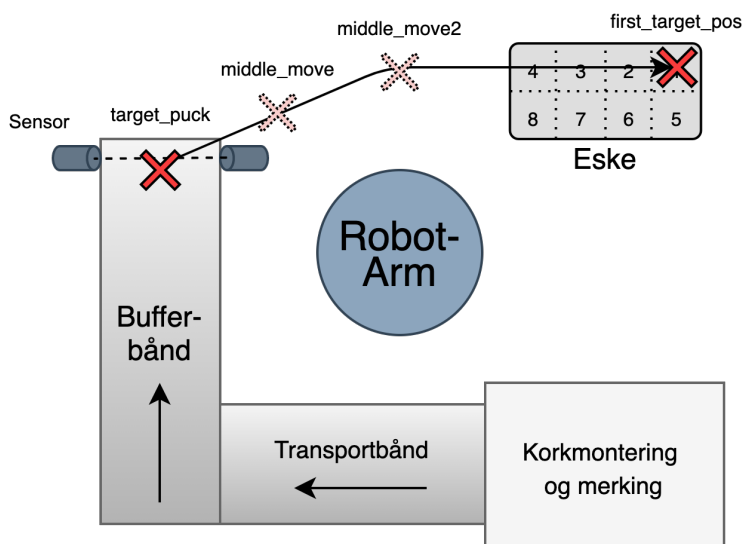 first_target_pos
middle_move2
middle_move
target_puck
Sensor
4 3 2
8 7 6 5
Eske
Robot-
Arm
Buffer-
bånd
Transportbånd
Korkmontering
og merking